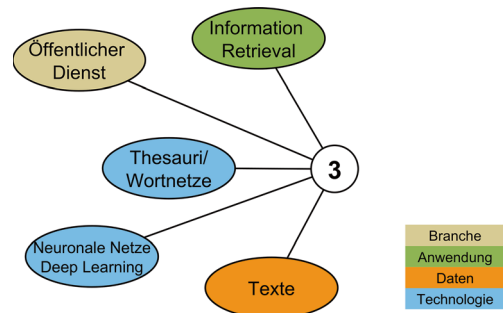 Information
Retrieval
Öffentlicher
Dienst
Thesauri/
Wortnetze
3
Neuronale Netze
Deep Learning
Texte
Branche
Anwendung
Daten
Technologie